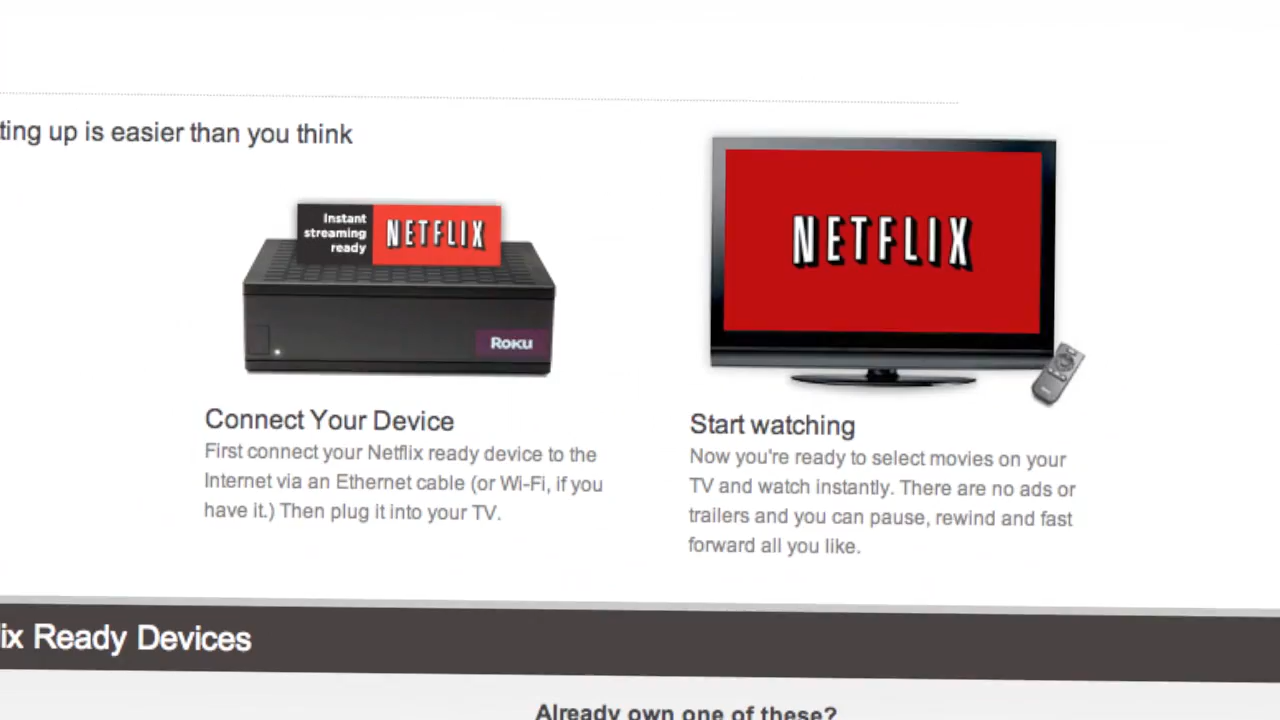 ting up is easier than you think
Instant
streaming
ready
NETFLIX
ROKU
NETFLIX
Connect Your Device
First connect your Netflix ready device to the
Internet via an Ethernet cable (or Wi-Fi, if you
have it.) Then plug it into your TV.
Start watching
Now you're ready to select movies on your
TV and watch instantly. There are no ads or
trailers and you can pause, rewind and fast
forward all you like.
lix Ready Devices
Already own one of these?